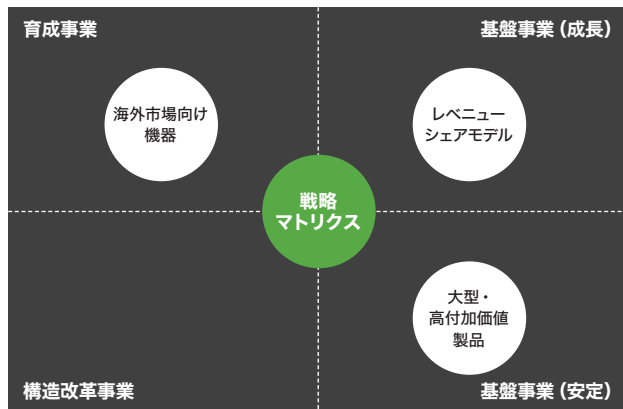 育成事業
基盤事業（成長）
海外市場向け
機器
レベニュー
シェアモデル
戦略
マトリクス
大型・
高付加価値
製品
構造改革事業
基盤事業（安定）